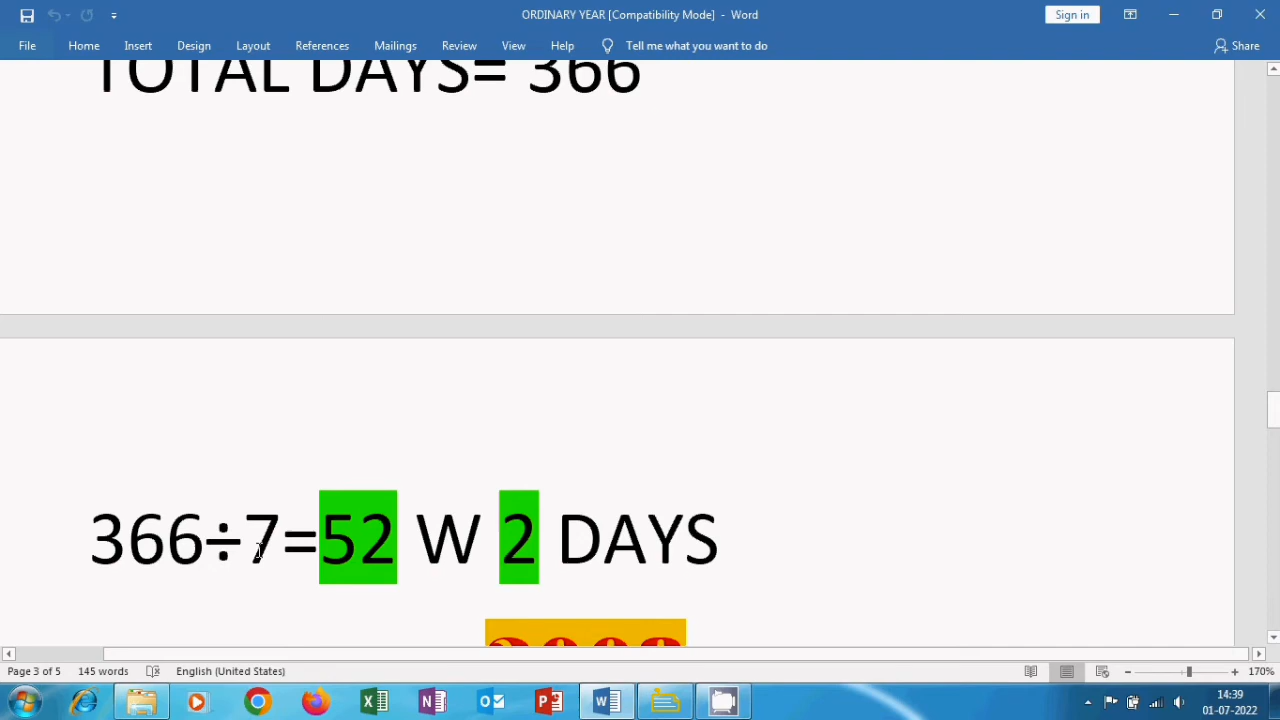 ORDINARY YEAR [Compatibility Mode] - Word
Sign in
File Home Insert Design Layout References Mailings Review View Help Tell me what you want to do Share
TOTAL DAYS= 366
366÷7=52 W 2 DAYS
Page 3 of 5 145 words English (United States) 170%
14:39
01-07-2022